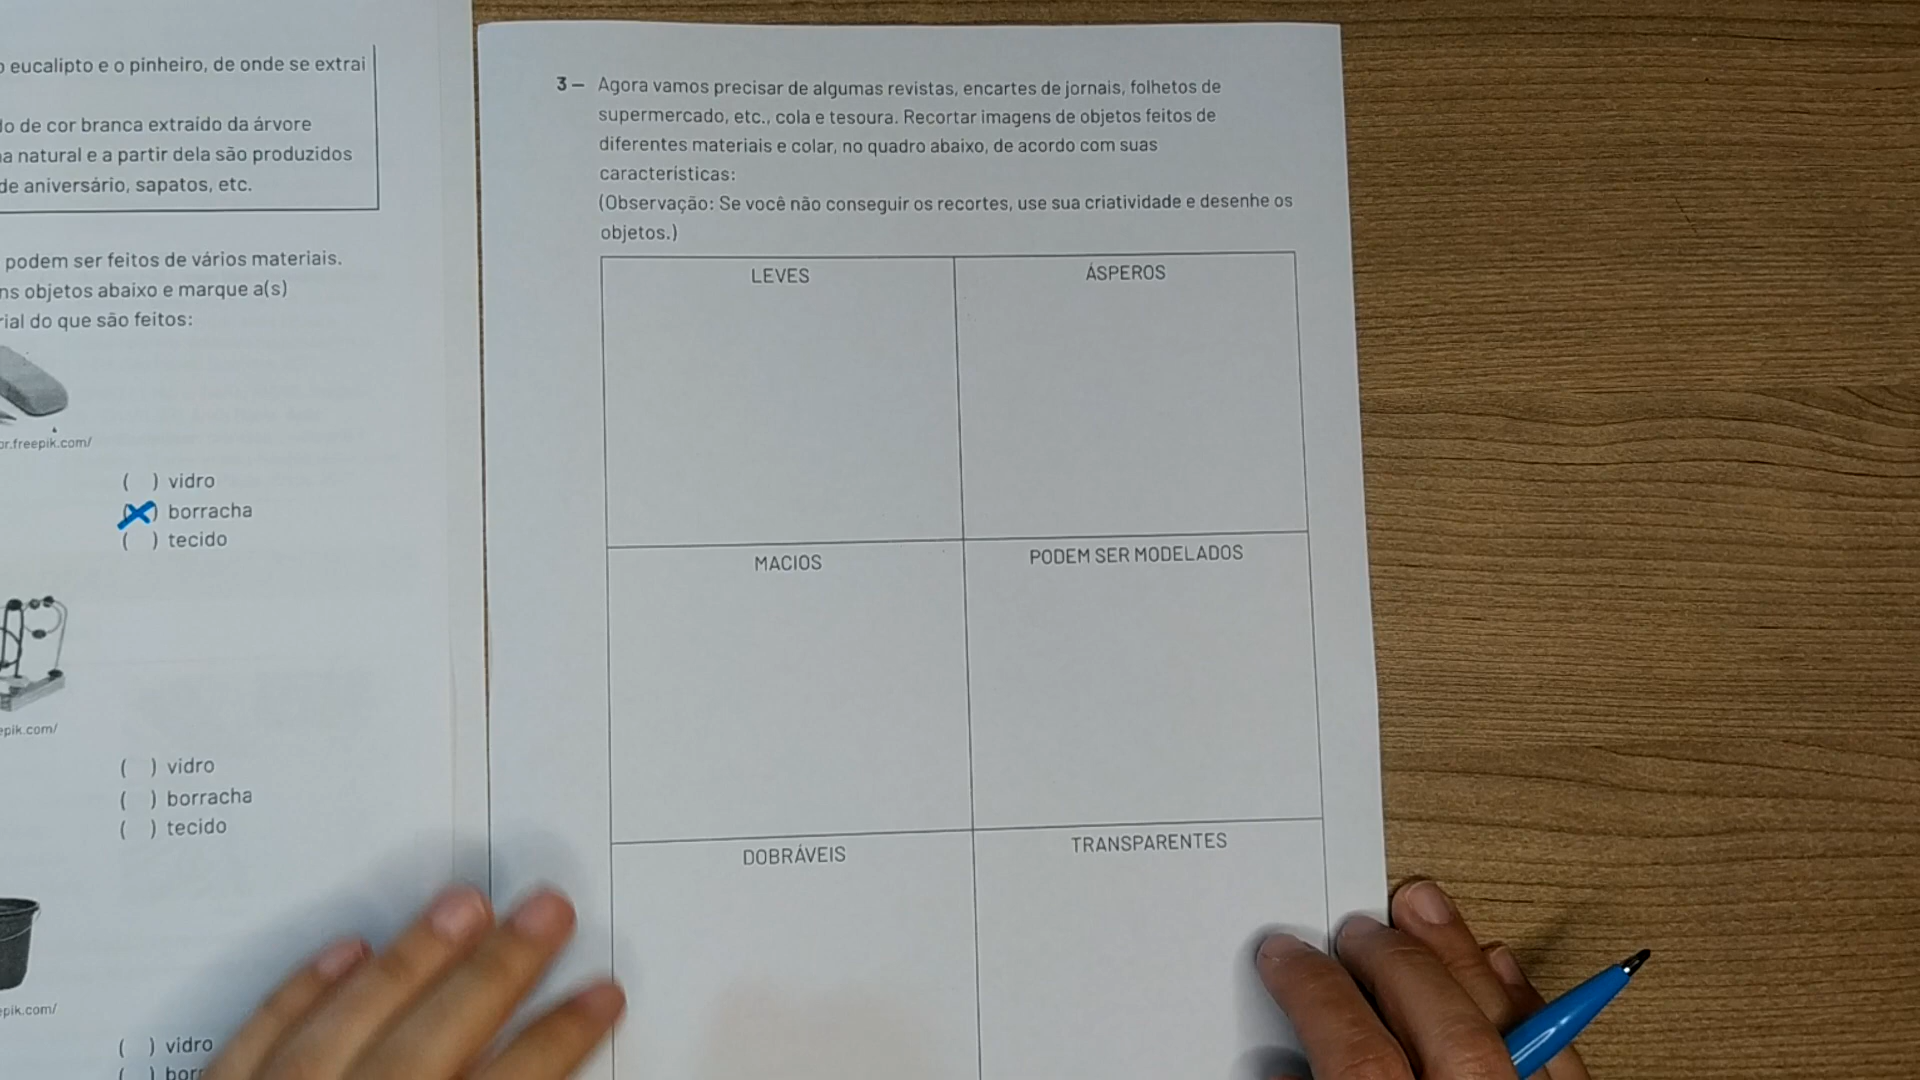 eucalipto e o pinheiro, de onde se extrai
de cor branca extraído da árvore
natural e a partir dela são produzidos
de aniversário, sapatos, etc.
podem ser feitos de vários materiais.
objetos abaixo e marque a(s)
do que são feitos:
.freepik.com/
( ) vidro
(X) borracha
( ) tecido
.com/
( ) vidro
( ) borracha
( ) tecido
.com/
( ) vidro
3 – Agora vamos precisar de algumas revistas, encartes de jornais, folhetos de
supermercado, etc., cola e tesoura. Recortar imagens de objetos feitos de
diferentes materiais e colar, no quadro abaixo, de acordo com suas
características:
(Observação: Se você não conseguir os recortes, use sua criatividade e desenhe os
objetos.)
LEVES
ÁSPEROS
MACIOS
PODEM SER MODELADOS
DOBRÁVEIS
TRANSPARENTES